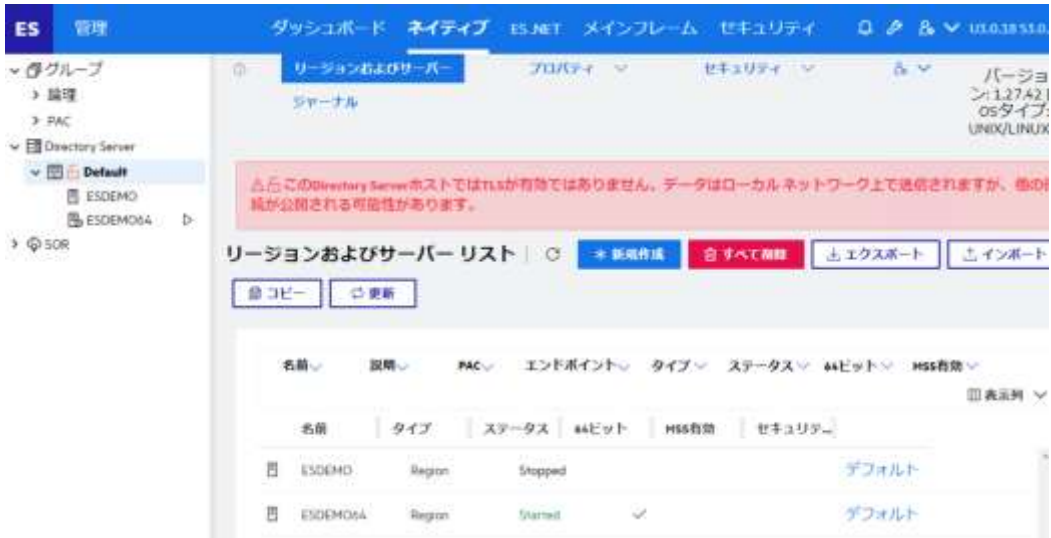 ES 管理 ダッシュボード ネイティブ ES .NET メインフレーム セキュリティ
グループ
論理
PAC
Directory Server
Default
ESDEMO
ESDEMO64
SOR
リージョンおよびサーバー プロパティ セキュリティ
ジャーナル
バージョ
ン: 1.27.42 |
OSタイプ:
UNIX/LINUX
このDirectory ServerホストではTLSが有効ではありません。データはローカル ネットワーク上で送信されますが、他の
が公開される可能性があります。
リージョンおよびサーバー リスト 新規作成 すべて削除 エクスポート インポート
コピー 更新
名前 説明 PAC エンドポイント タイプ ステータス 64ビット MSS有効
表示列
名前 タイプ ステータス 64ビット MSS有効 セキュリテ...
ESDEMO Region Stopped デフォルト
ESDEMO64 Region Started デフォルト